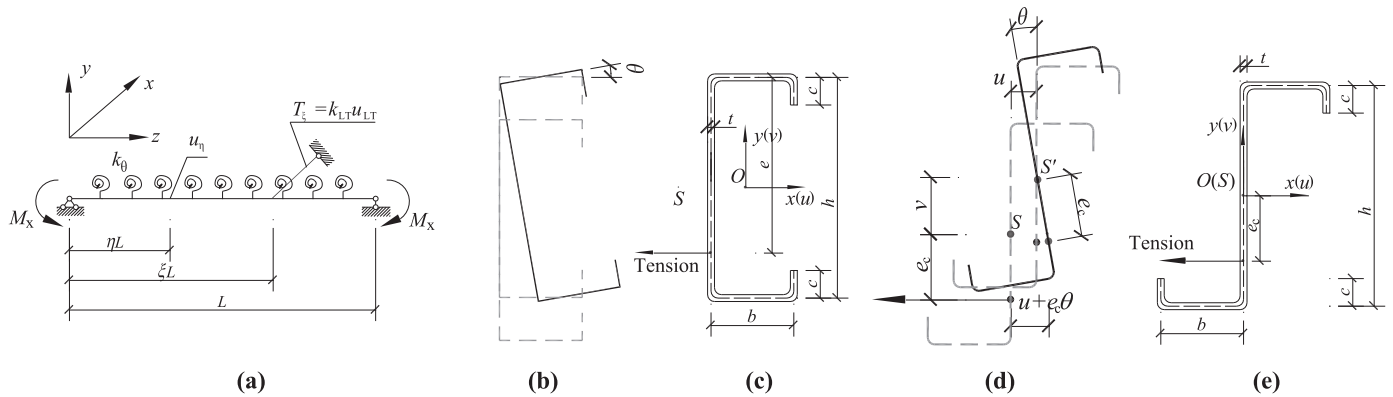 y
x
z
T_ξ = k_LT u_LT
u_η
k_θ
M_x
M_x
ηL
ξL
L
(a)
θ
(b)
c
t
y(v)
e
O
x(u)
h
S
Tension
c
b
(c)
θ
u
S′
v
S
e_c
e_c
u+e_cθ
(d)
t
c
y(v)
O(S)
x(u)
h
e_c
Tension
c
b
(e)